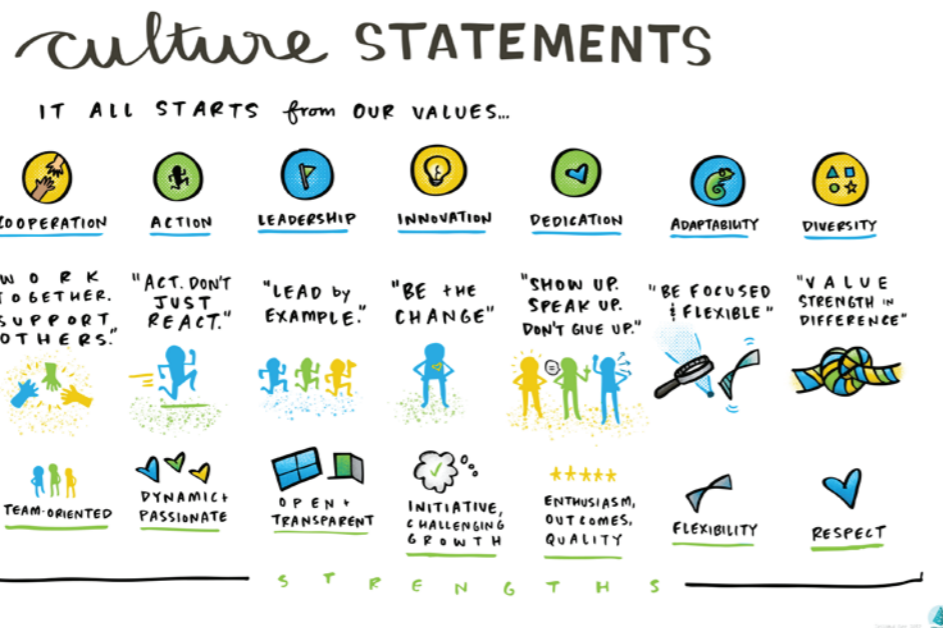 culture STATEMENTS
IT ALL STARTS from OUR VALUES...
COOPERATION
ACTION
LEADERSHIP
INNOVATION
DEDICATION
ADAPTABILITY
DIVERSITY
WORK
TOGETHER.
SUPPORT
OTHERS."
"ACT. DON'T
JUST
REACT."
"LEAD by
EXAMPLE."
"BE the
CHANGE"
"SHOW UP.
SPEAK UP.
DON'T GIVE UP."
"BE FOCUSED
& FLEXIBLE"
"VALUE
STRENGTH IN
DIFFERENCE"
TEAM-ORIENTED
DYNAMIC +
PASSIONATE
OPEN +
TRANSPARENT
INITIATIVE,
CHALLENGING
GROWTH
ENTHUSIASM,
OUTCOMES,
QUALITY
FLEXIBILITY
RESPECT
STRENGTHS